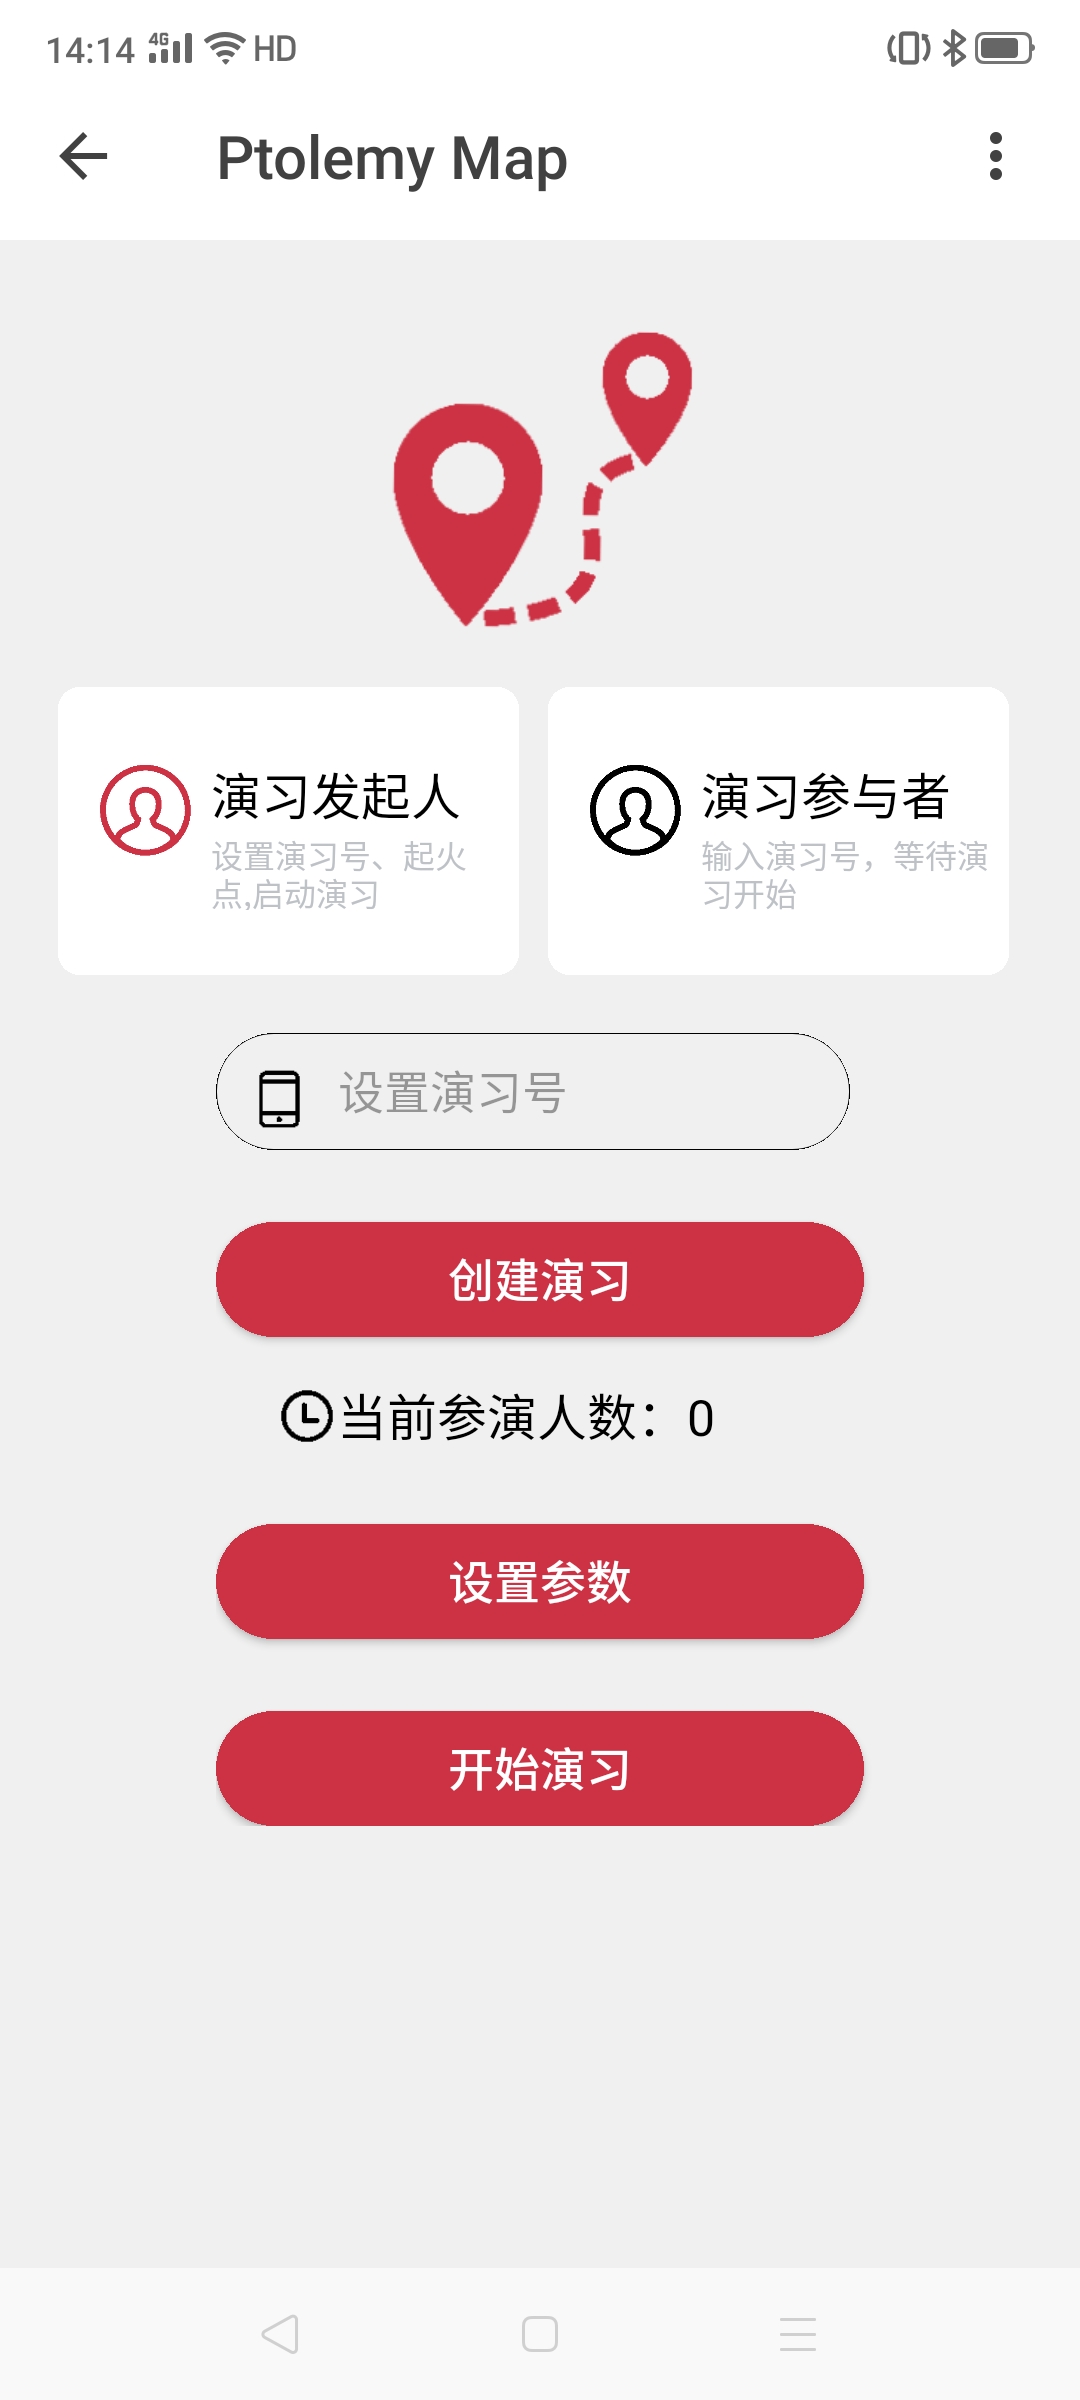 14:14 4G HD
Ptolemy Map
演习发起人
设置演习号、起火
点,启动演习
演习参与者
输入演习号，等待演
习开始
设置演习号
创建演习
当前参演人数：0
设置参数
开始演习